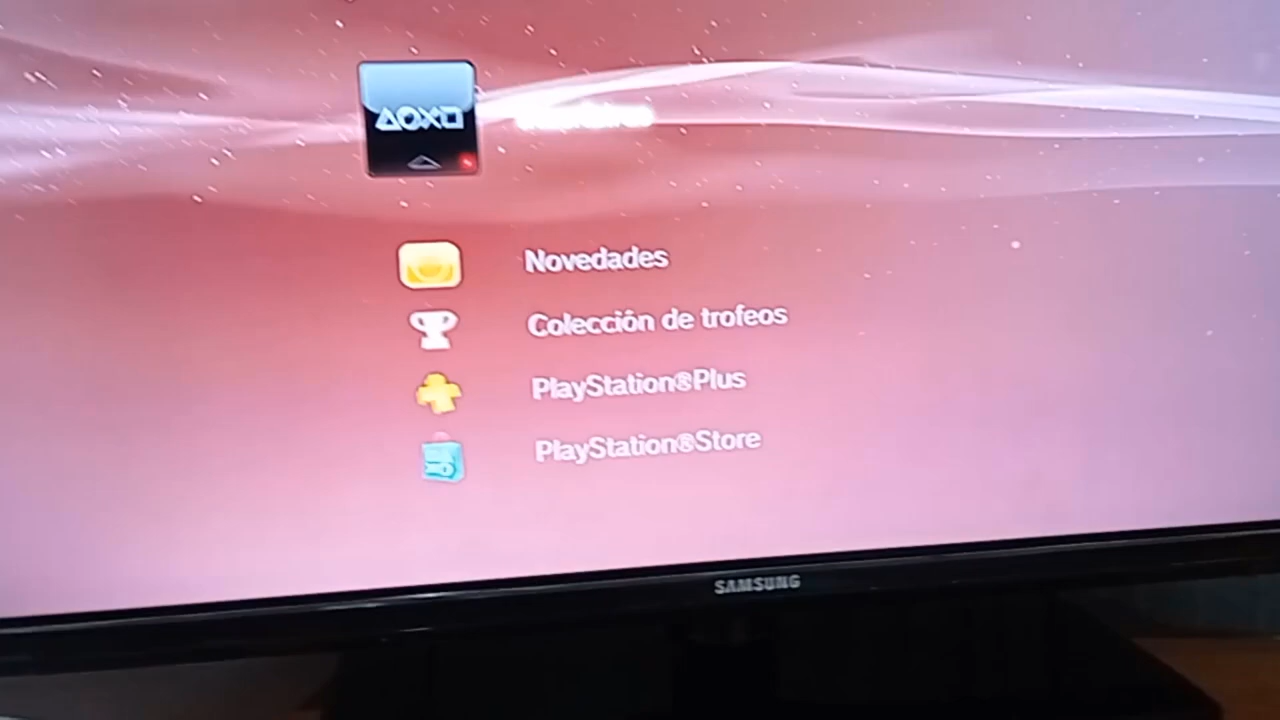 Novedades
Colección de trofeos
PlayStation®Plus
PlayStation®Store
SAMSUNG